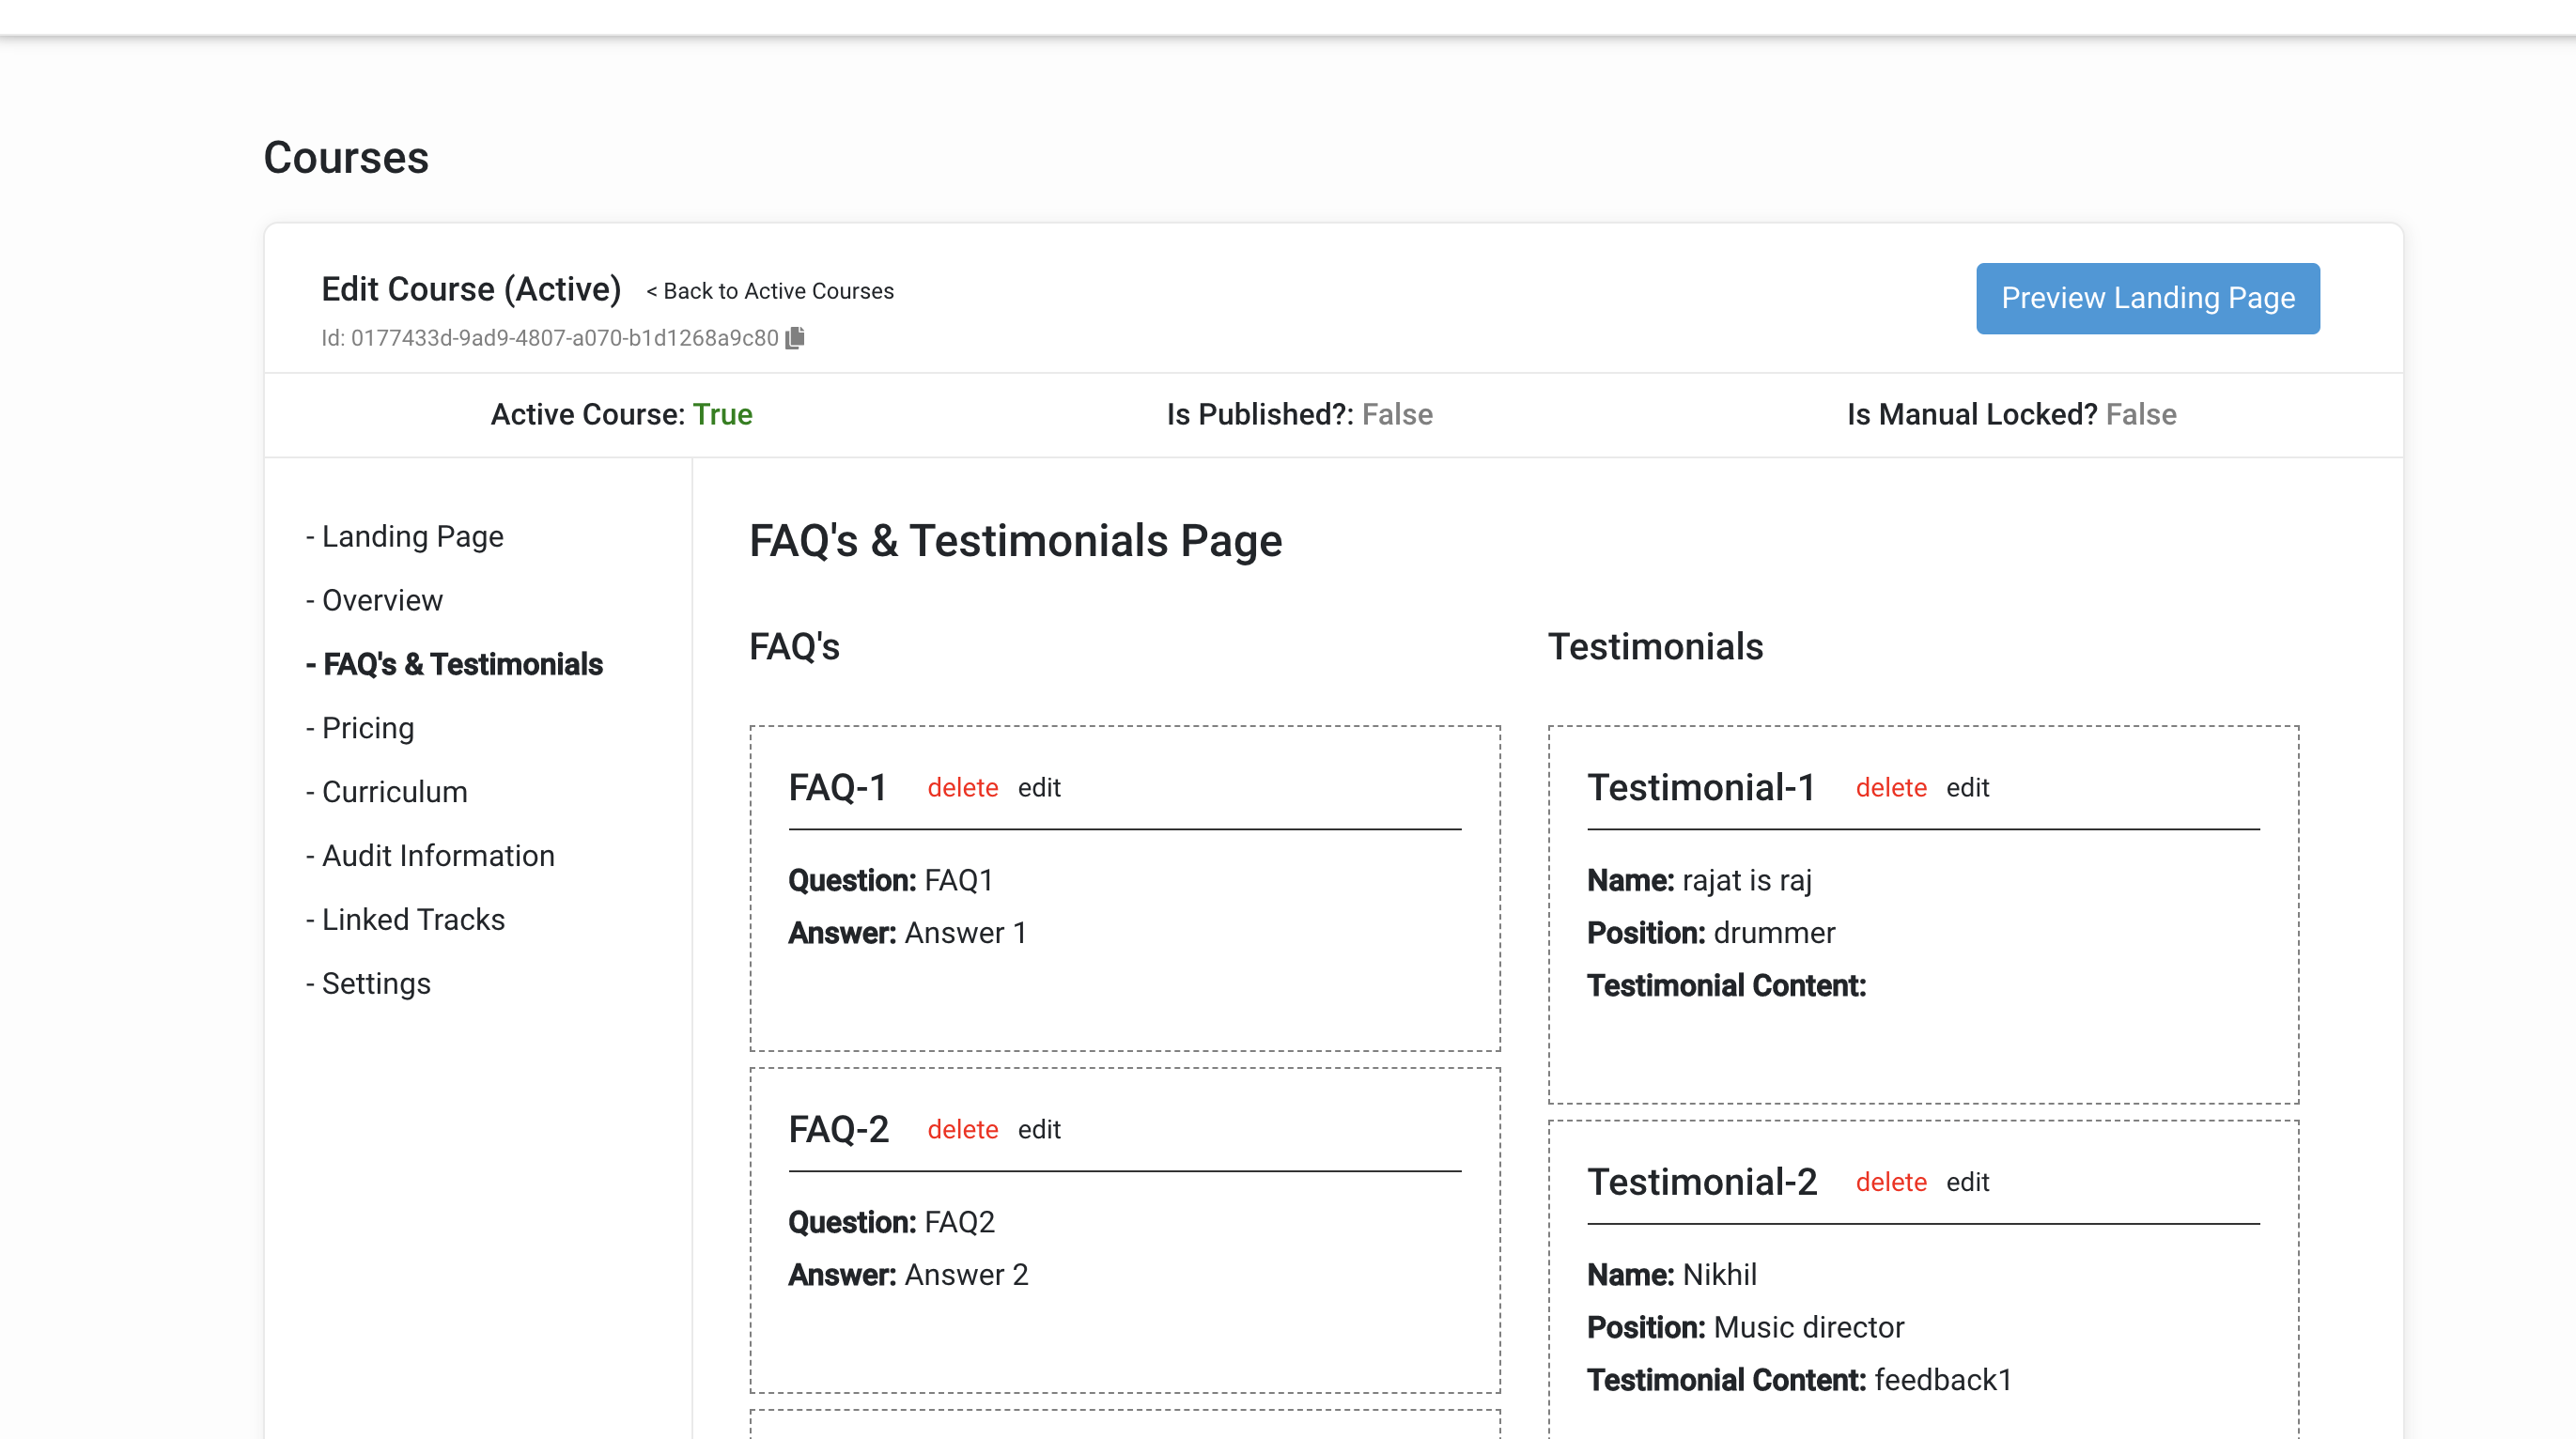 Courses
Edit Course (Active) < Back to Active Courses
Id: 0177433d-9ad9-4807-a070-b1d1268a9c80
Preview Landing Page
Active Course: True
Is Published?: False
Is Manual Locked? False
- Landing Page
- Overview
- FAQ's & Testimonials
- Pricing
- Curriculum
- Audit Information
- Linked Tracks
- Settings
FAQ's & Testimonials Page
FAQ's
FAQ-1 delete edit
Question: FAQ1
Answer: Answer 1
FAQ-2 delete edit
Question: FAQ2
Answer: Answer 2
Testimonials
Testimonial-1 delete edit
Name: rajat is raj
Position: drummer
Testimonial Content:
Testimonial-2 delete edit
Name: Nikhil
Position: Music director
Testimonial Content: feedback1